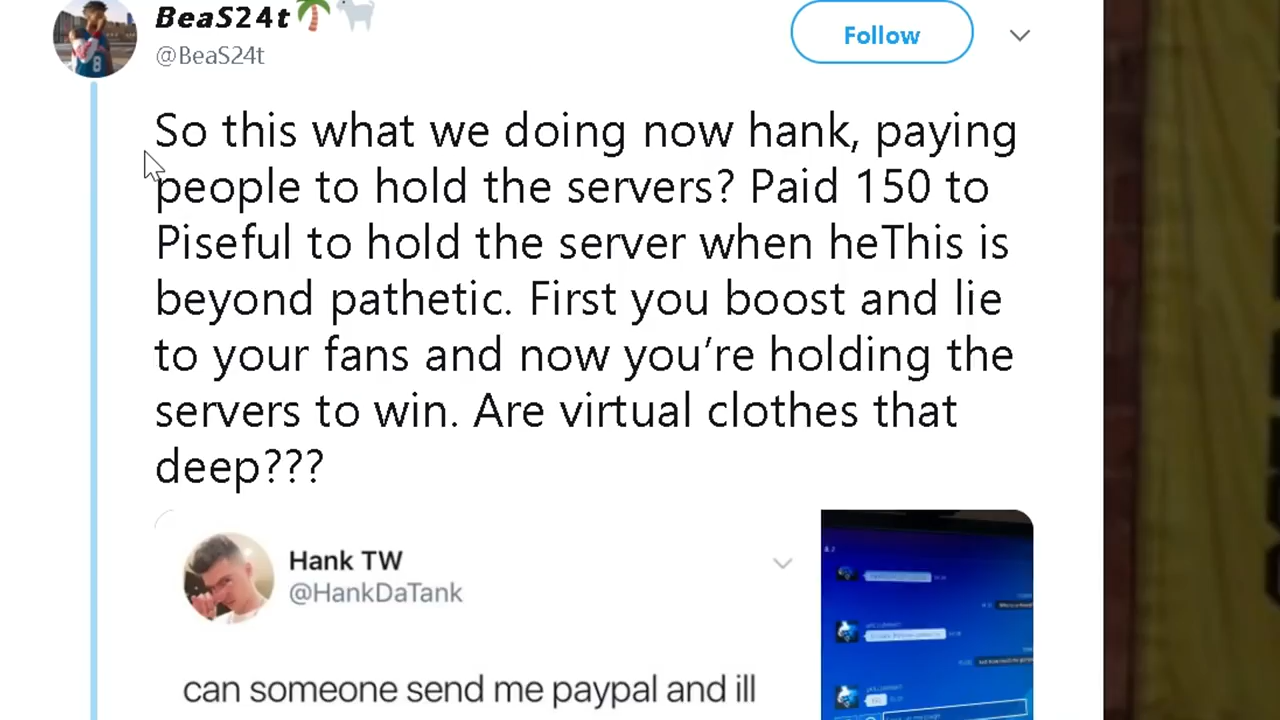 BeaS24t🌴🐐
@BeaS24t
Follow
So this what we doing now hank, paying
people to hold the servers? Paid 150 to
Piseful to hold the server when heThis is
beyond pathetic. First you boost and lie
to your fans and now you’re holding the
servers to win. Are virtual clothes that
deep???
Hank TW
@HankDaTank
can someone send me paypal and ill